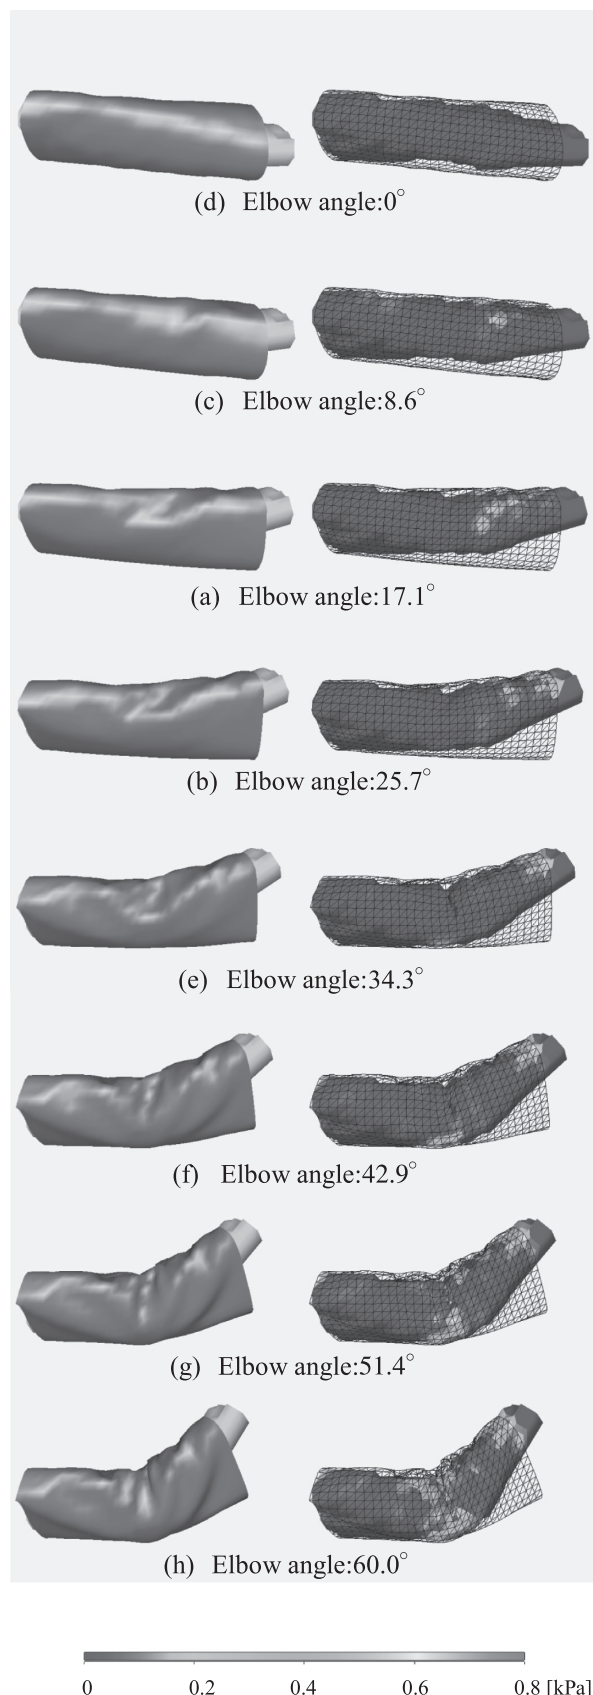 (d) Elbow angle:0°
(c) Elbow angle:8.6°
(a) Elbow angle:17.1°
(b) Elbow angle:25.7°
(e) Elbow angle:34.3°
(f) Elbow angle:42.9°
(g) Elbow angle:51.4°
(h) Elbow angle:60.0°
0 0.2 0.4 0.6 0.8 [kPa]